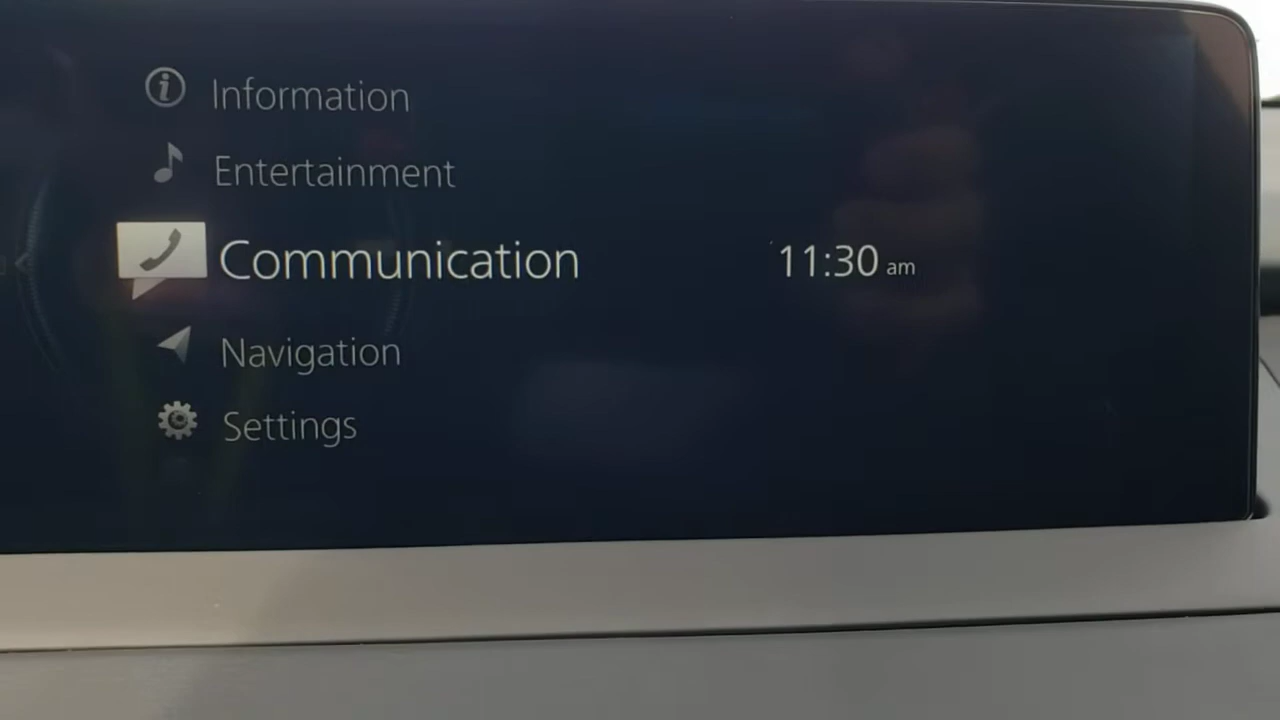 Information
Entertainment
Communication
11:30 am
Navigation
Settings